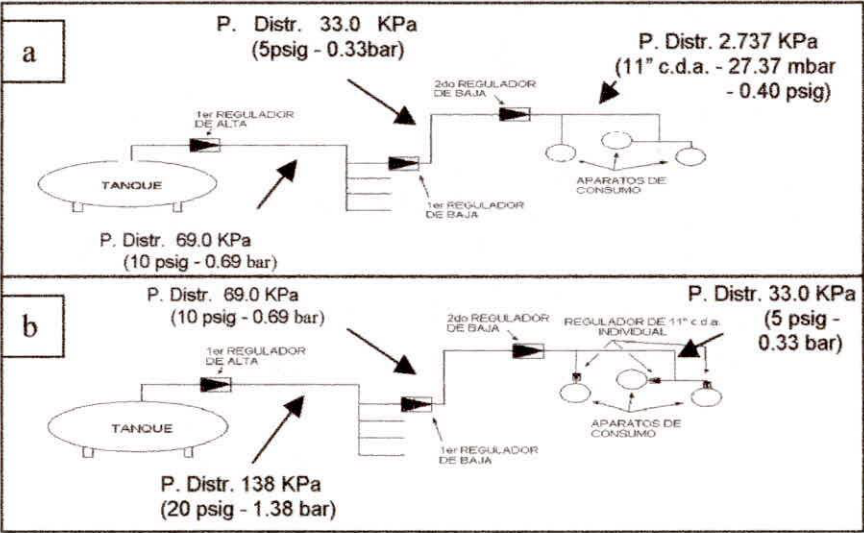 a
P. Distr. 33.0 KPa
(5psig - 0.33bar)
P. Distr. 2.737 KPa
(11" c.d.a. - 27.37 mbar
- 0.40 psig)
1er REGULADOR
DE ALTA
2do REGULADOR
DE BAJA
TANQUE
1er REGULADOR
DE BAJA
APARATOS DE
CONSUMO
P. Distr. 69.0 KPa
(10 psig - 0.69 bar)
b
P. Distr. 69.0 KPa
(10 psig - 0.69 bar)
P. Distr. 33.0 KPa
(5 psig -
0.33 bar)
1er REGULADOR
DE ALTA
2do REGULADOR
DE BAJA
REGULADOR DE 11" c.d.a.
INDIVIDUAL
TANQUE
1er REGULADOR
DE BAJA
APARATOS DE
CONSUMO
P. Distr. 138 KPa
(20 psig - 1.38 bar)